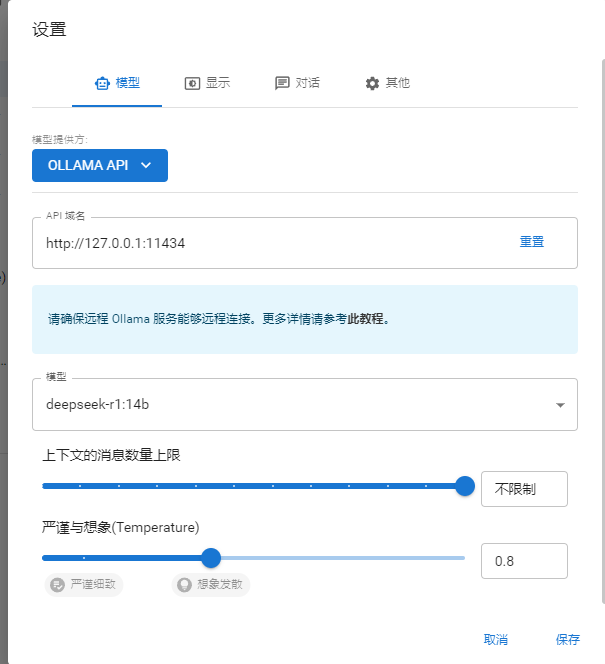 设置
模型 显示 对话 其他
模型提供方:
OLLAMA API
API 域名
http://127.0.0.1:11434 重置
请确保远程 Ollama 服务能够远程连接。更多详情请参考此教程。
模型
deepseek-r1:14b
上下文的消息数量上限
不限制
严谨与想象(Temperature)
0.8
严谨细致 想象发散
取消 保存